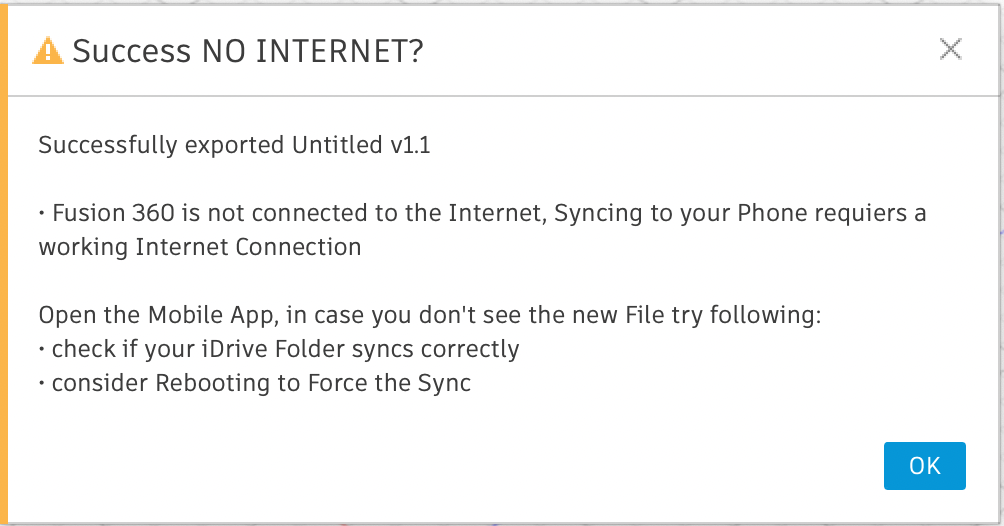 Success NO INTERNET?
Successfully exported Untitled v1.1
• Fusion 360 is not connected to the Internet, Syncing to your Phone requiers a
working Internet Connection
Open the Mobile App, in case you don't see the new File try following:
• check if your iDrive Folder syncs correctly
• consider Rebooting to Force the Sync
OK